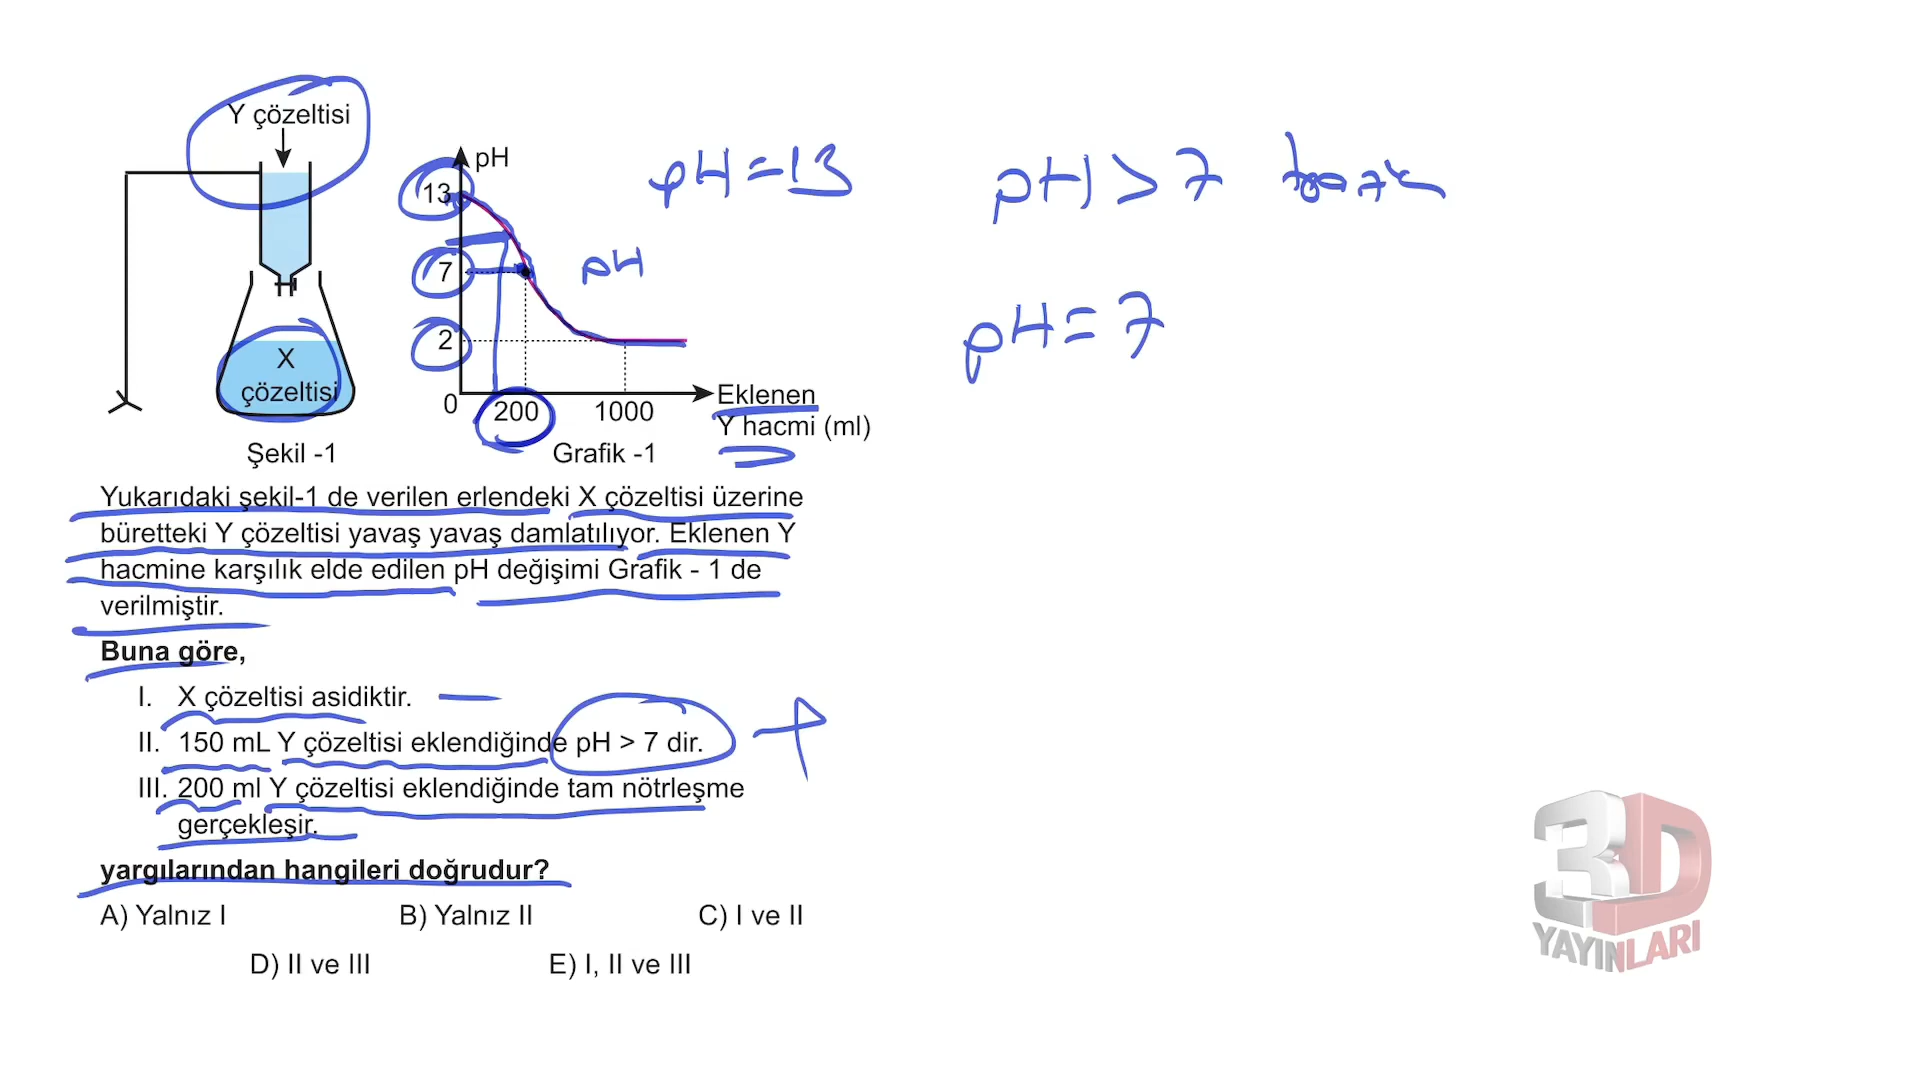 Y çözeltisi
X
çözeltisi
Şekil -1
pH
13
7
2
0
200
1000
Eklenen
Y hacmi (ml)
Grafik -1
pH
pH = 13
pH > 7
pH = 7
Yukarıdaki şekil-1 de verilen erlendeki X çözeltisi üzerine
büretteki Y çözeltisi yavaş yavaş damlatılıyor. Eklenen Y
hacmine karşılık elde edilen pH değişimi Grafik - 1 de
verilmiştir.
Buna göre,
I. X çözeltisi asidiktir.
II. 150 mL Y çözeltisi eklendiğinde pH > 7 dir.
III. 200 ml Y çözeltisi eklendiğinde tam nötrleşme
gerçekleşir.
yargılarından hangileri doğrudur?
A) Yalnız I B) Yalnız II C) I ve II
D) II ve III E) I, II ve III
3D
YAYINLARI